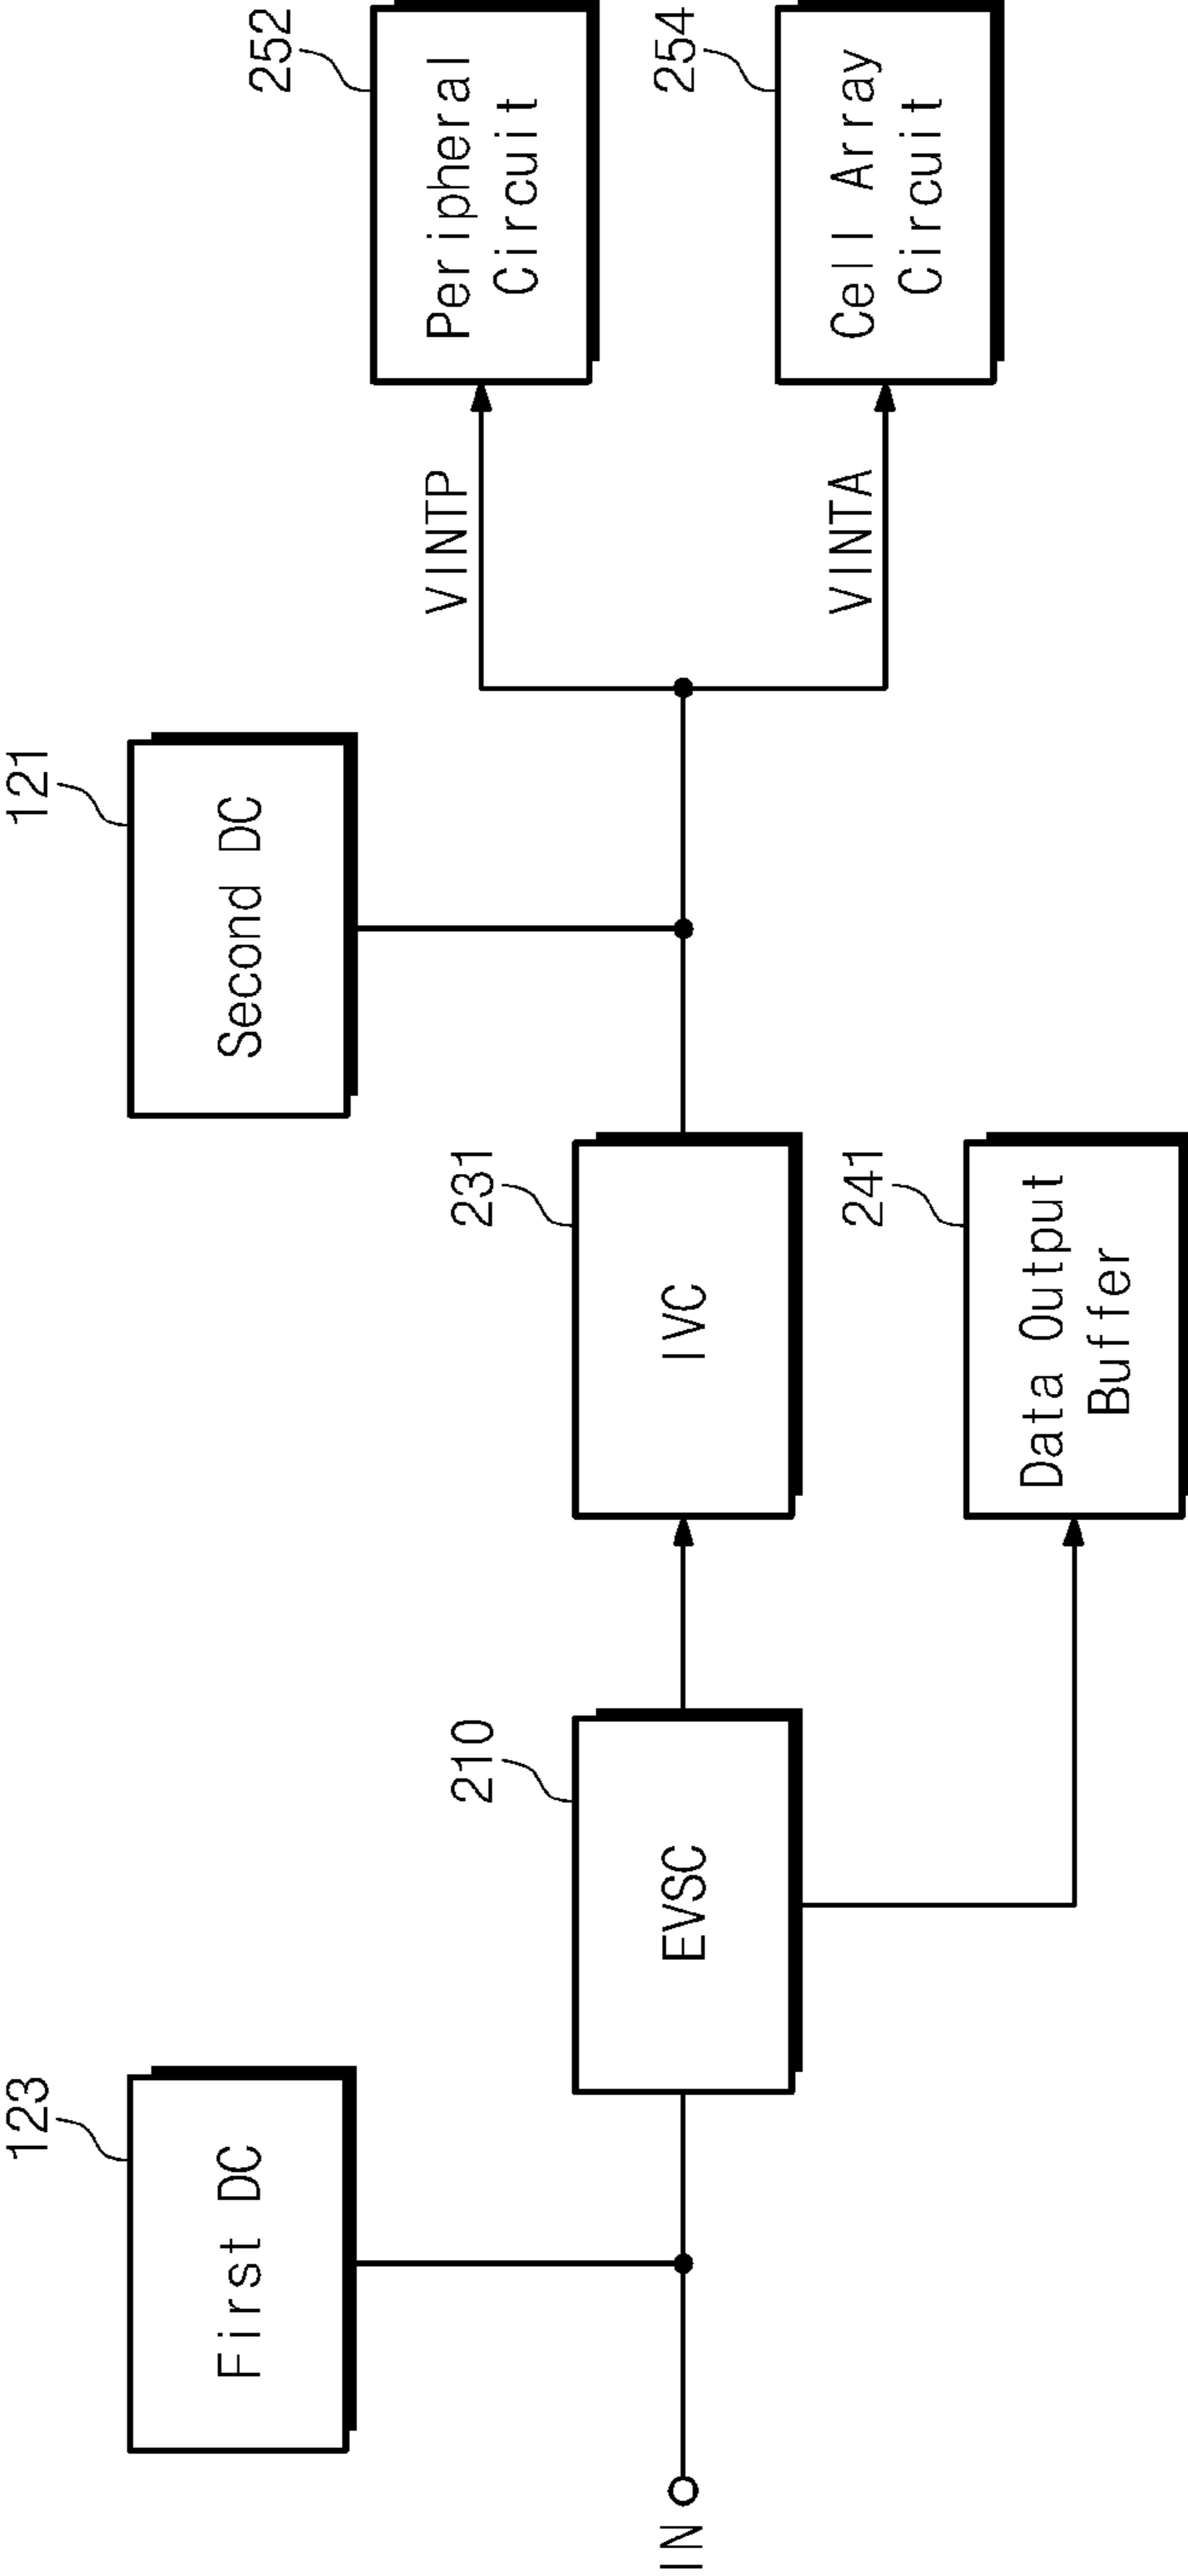 123
First DC
121
Second DC
252
Peripheral
Circuit
VINTP
IN
210
EVSC
231
IVC
VINTA
254
Cell Array
Circuit
241
Data Output
Buffer